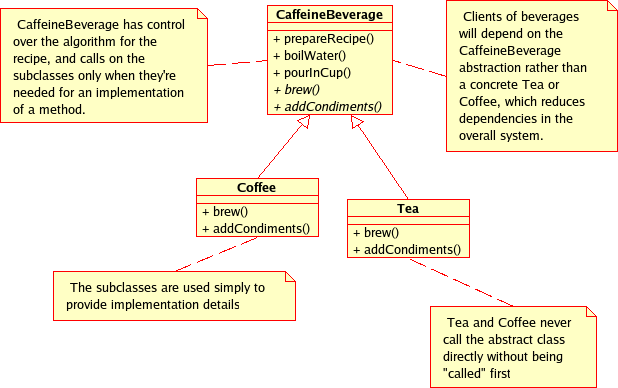 CaffeineBeverage has control
over the algorithm for the
recipe, and calls on the
subclasses only when they're
needed for an implementation
of a method.
CaffeineBeverage
+ prepareRecipe()
+ boilWater()
+ pourInCup()
+ brew()
+ addCondiments()
Clients of beverages
will depend on the
CaffeineBeverage
abstraction rather than
a concrete Tea or
Coffee, which reduces
dependencies in the
overall system.
Coffee
+ brew()
+ addCondiments()
Tea
+ brew()
+ addCondiments()
The subclasses are used simply to
provide implementation details
Tea and Coffee never
call the abstract class
directly without being
"called" first